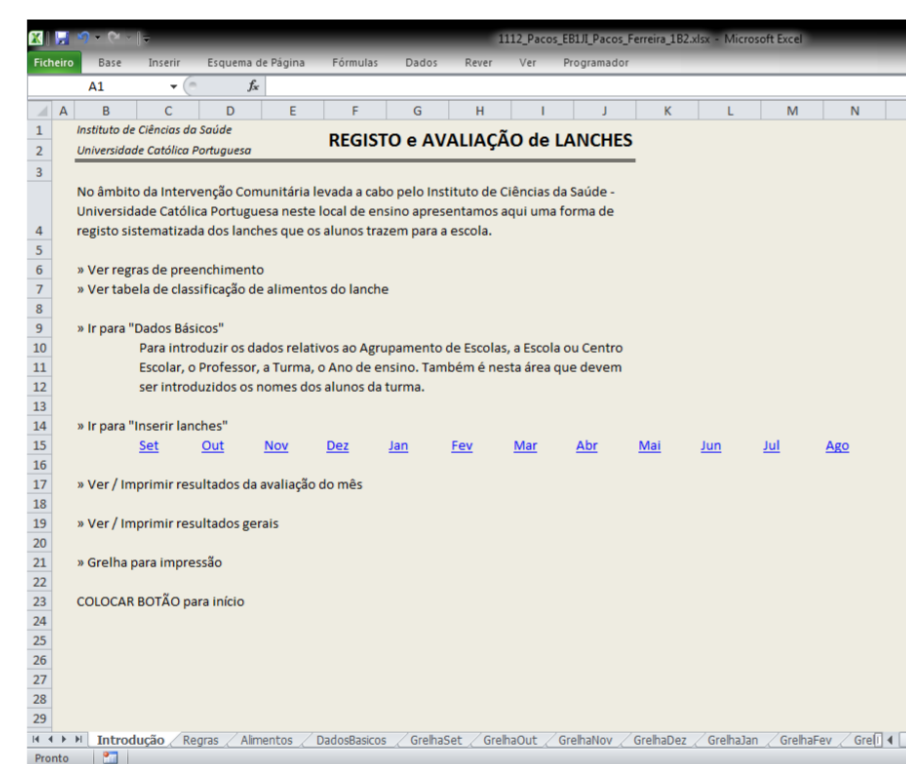 1112_Pacos_EB1JI_Pacos_Ferreira_1B2.xlsx - Microsoft Excel
Ficheiro Base Inserir Esquema de Página Fórmulas Dados Rever Ver Programador
A1 fx
A B C D E F G H I J K L M N
1 Instituto de Ciências da Saúde
REGISTO e AVALIAÇÃO de LANCHES
2 Universidade Católica Portuguesa
3
No âmbito da Intervenção Comunitária levada a cabo pelo Instituto de Ciências da Saúde -
Universidade Católica Portuguesa neste local de ensino apresentamos aqui uma forma de
4 registo sistematizada dos lanches que os alunos trazem para a escola.
5
6 » Ver regras de preenchimento
7 » Ver tabela de classificação de alimentos do lanche
8
9 » Ir para "Dados Básicos"
10 Para introduzir os dados relativos ao Agrupamento de Escolas, a Escola ou Centro
11 Escolar, o Professor, a Turma, o Ano de ensino. Também é nesta área que devem
12 ser introduzidos os nomes dos alunos da turma.
13
14 » Ir para "Inserir lanches"
15 Set Out Nov Dez Jan Fev Mar Abr Mai Jun Jul Ago
16
17 » Ver / Imprimir resultados da avaliação do mês
18
19 » Ver / Imprimir resultados gerais
20
21 » Grelha para impressão
22
23 COLOCAR BOTÃO para início
24
25
26
27
28
29
Introdução Regras Alimentos DadosBasicos GrelhaSet GrelhaOut GrelhaNov GrelhaDez GrelhaJan GrelhaFev Grel
Pronto